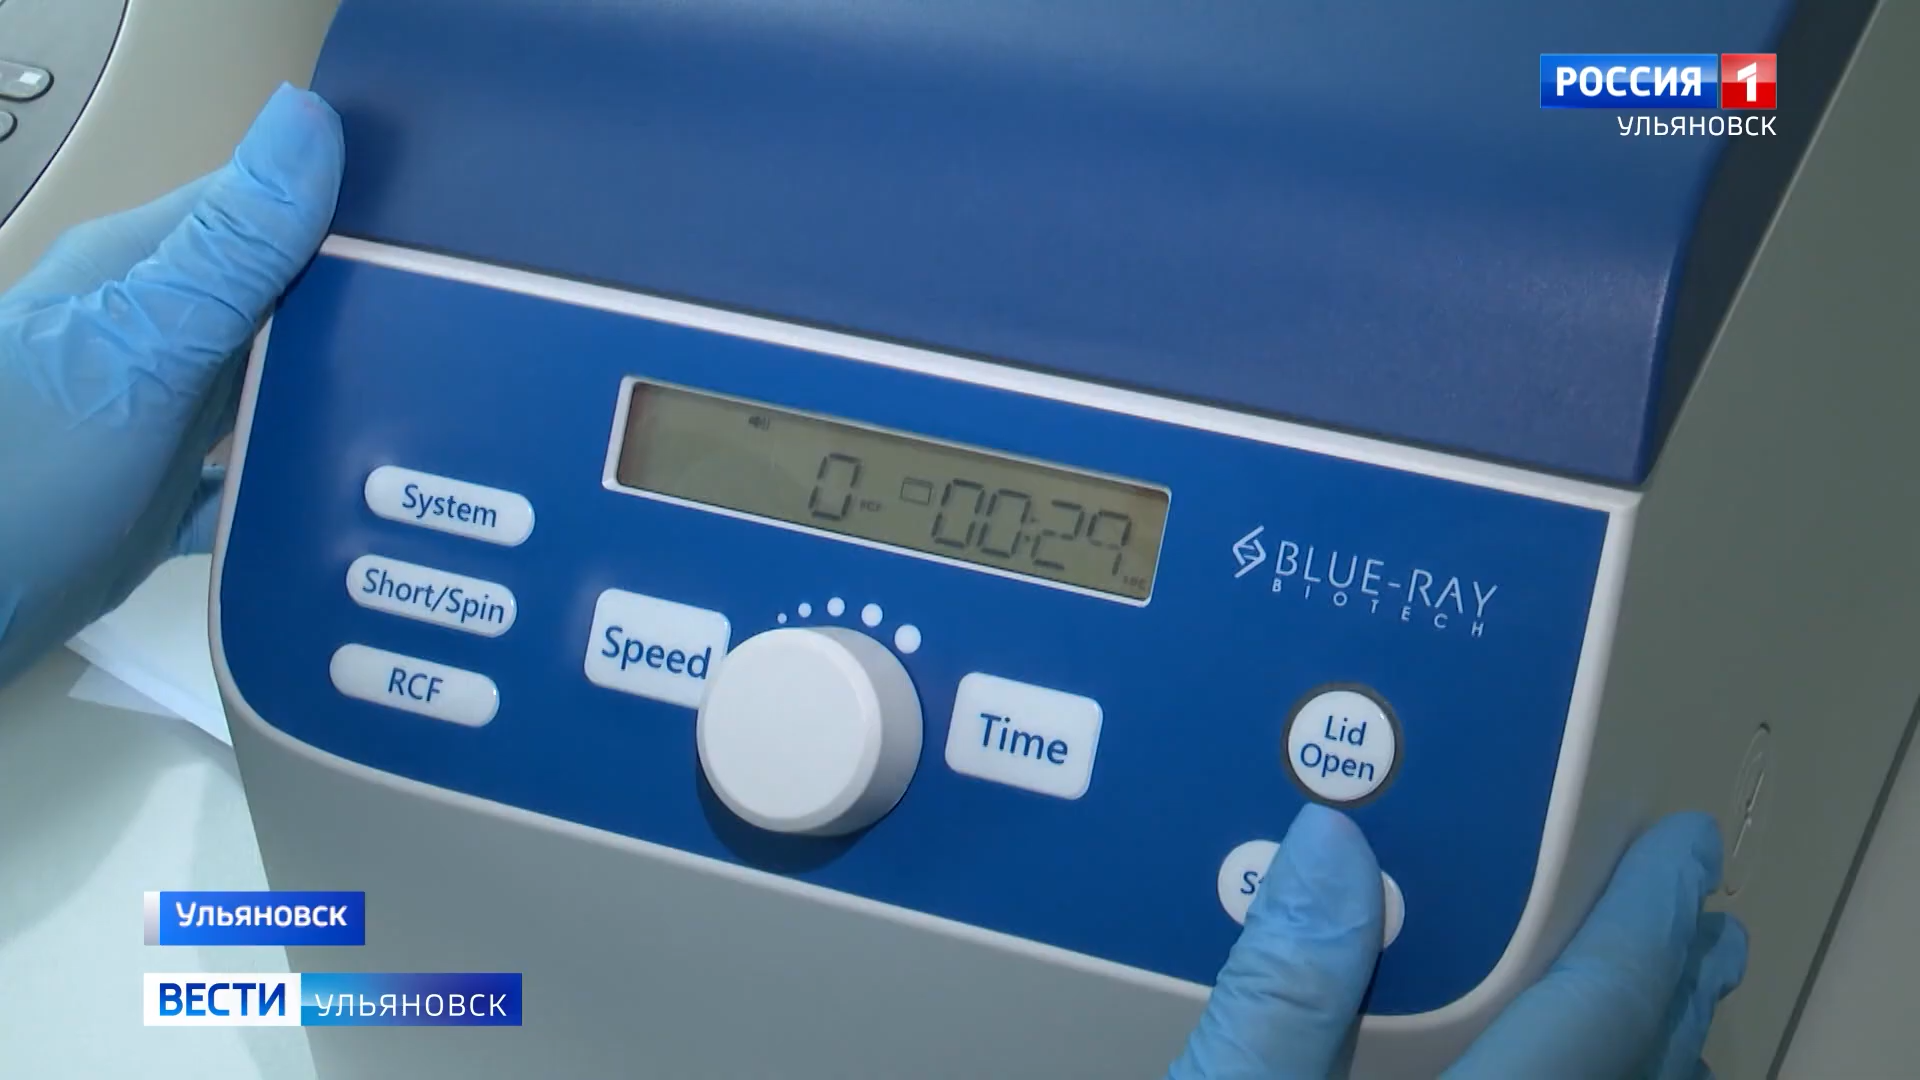 РОССИЯ 1
УЛЬЯНОВСК
0 RCF 00:29
BLUE-RAY
BIOTECH
System
Short/Spin
RCF
Speed
Time
Lid
Open
Ульяновск
ВЕСТИ УЛЬЯНОВСК